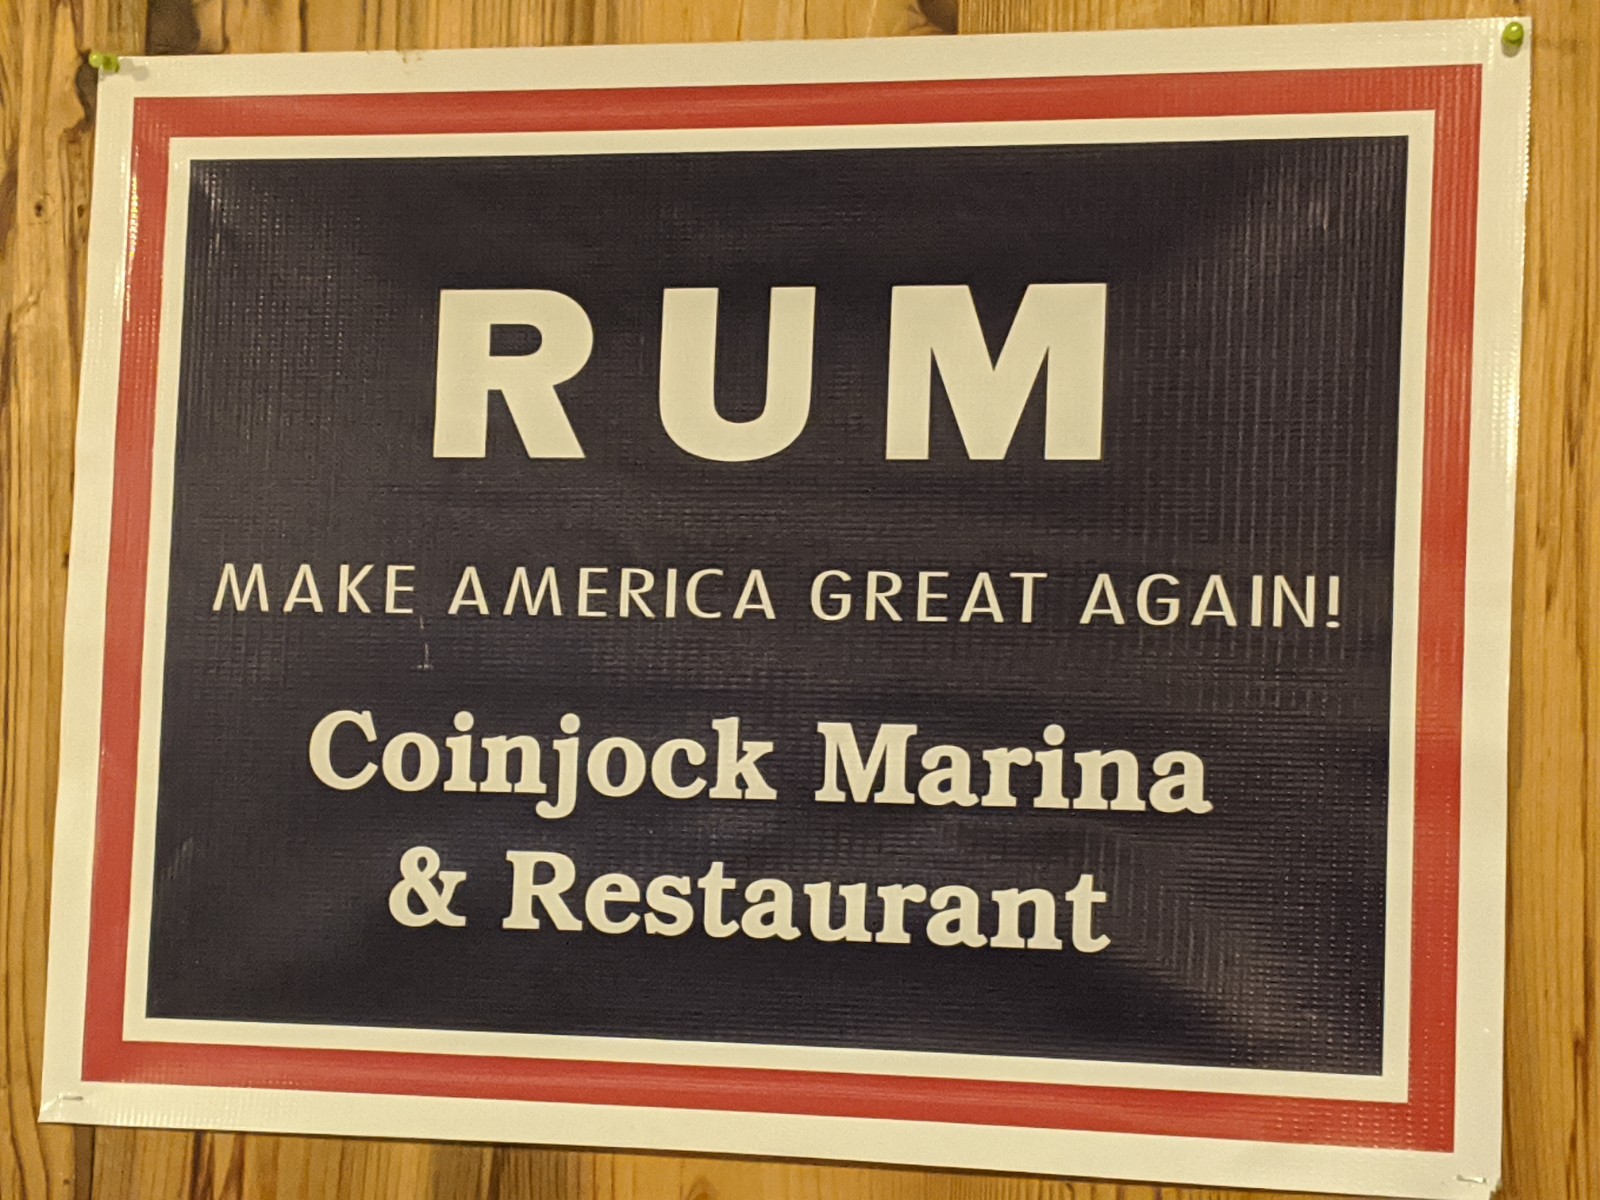 RUM
MAKE AMERICA GREAT AGAIN!
Coinjock Marina
& Restaurant